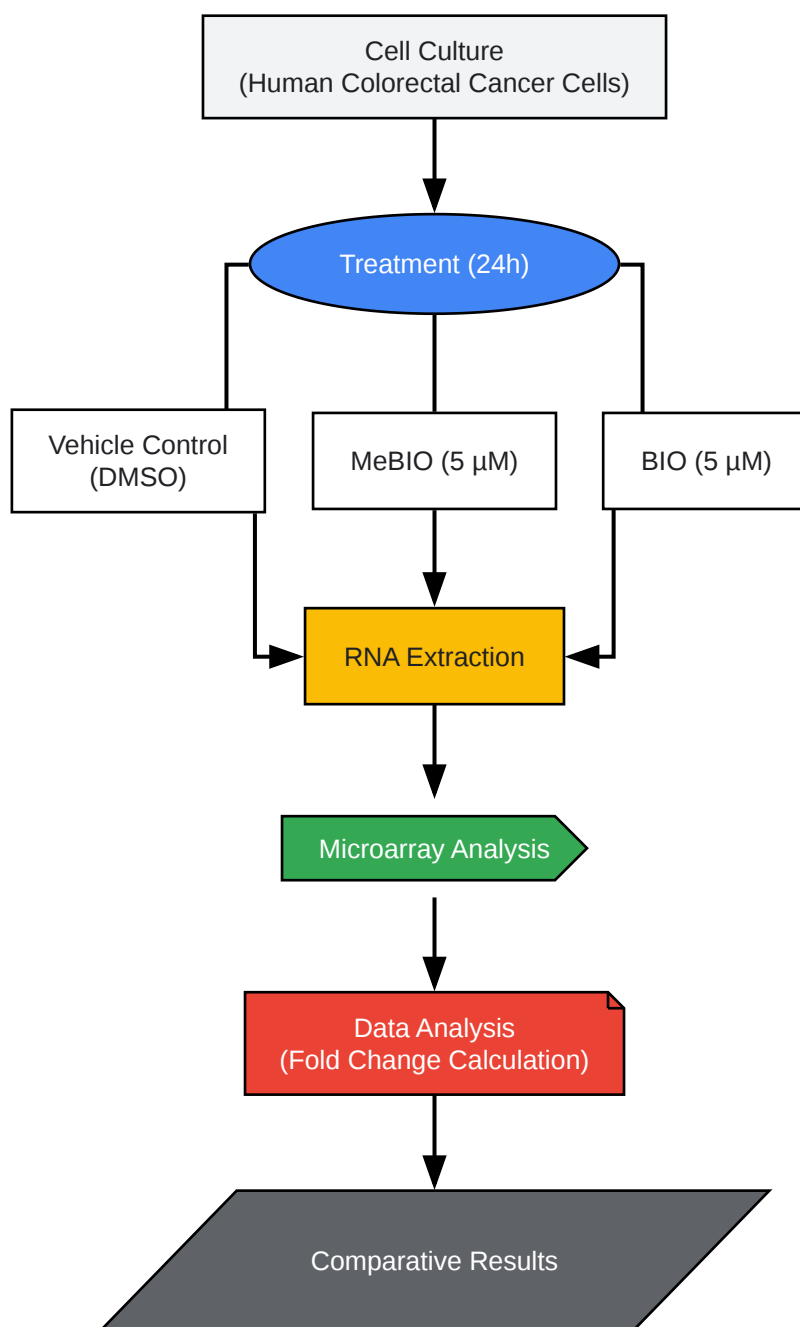 Cell Culture
(Human Colorectal Cancer Cells)
Treatment (24h)
Vehicle Control
(DMSO)
MeBIO (5 µM)
BIO (5 µM)
RNA Extraction
Microarray Analysis
Data Analysis
(Fold Change Calculation)
Comparative Results